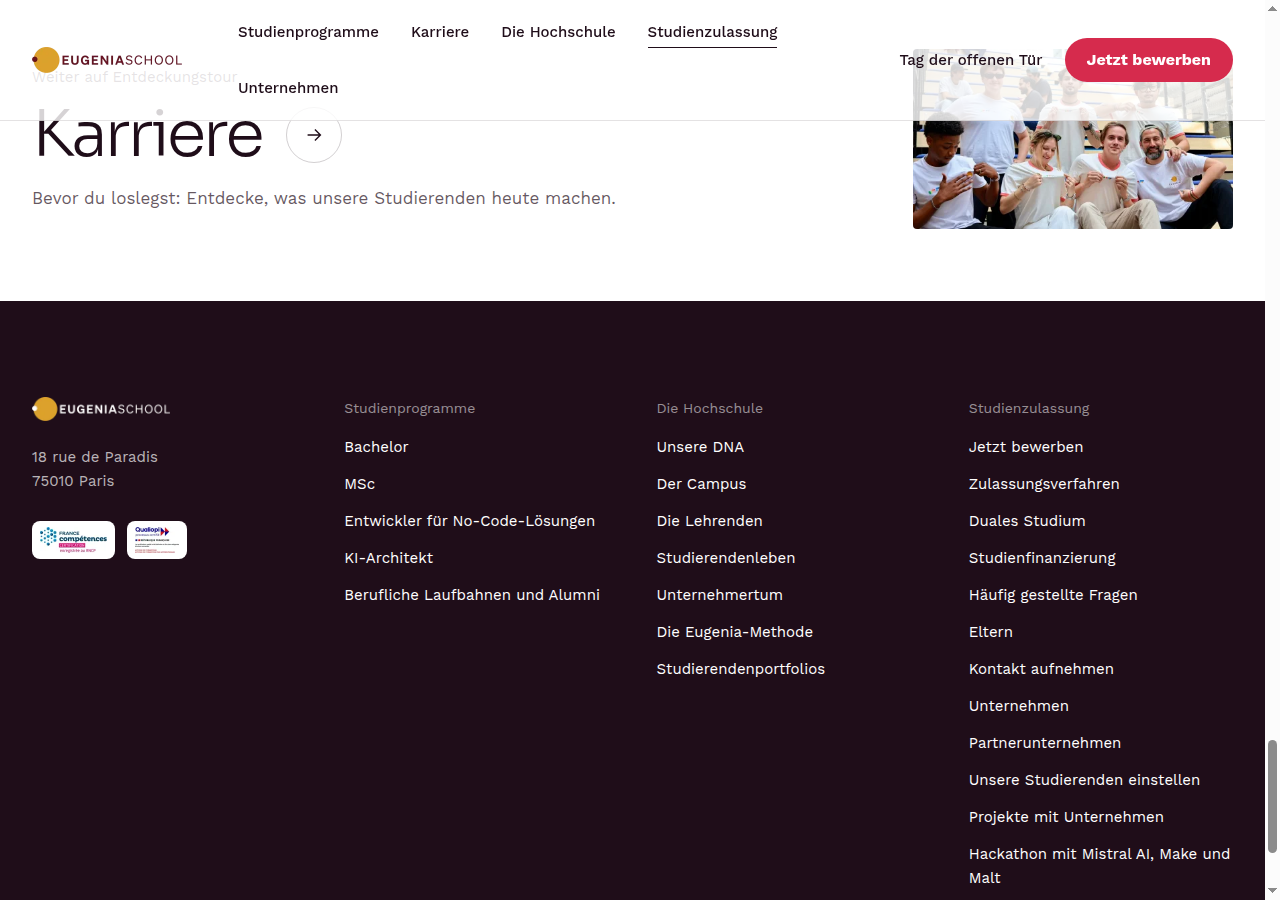 Studienprogramme
Karriere
Die Hochschule
Studienzulassung
EUGENIASCHOOL
Unternehmen
Tag der offenen Tür
Jetzt bewerben
Weiter auf Entdeckungstour
Karriere
Bevor du loslegst: Entdecke, was unsere Studierenden heute machen.
EUGENIASCHOOL
18 rue de Paradis
75010 Paris
FRANCE
compétences
Qualiopi
Studienprogramme
Bachelor
MSc
Entwickler für No-Code-Lösungen
KI-Architekt
Berufliche Laufbahnen und Alumni
Die Hochschule
Unsere DNA
Der Campus
Die Lehrenden
Studierendenleben
Unternehmertum
Die Eugenia-Methode
Studierendenportfolios
Studienzulassung
Jetzt bewerben
Zulassungsverfahren
Duales Studium
Studienfinanzierung
Häufig gestellte Fragen
Eltern
Kontakt aufnehmen
Unternehmen
Partnerunternehmen
Unsere Studierenden einstellen
Projekte mit Unternehmen
Hackathon mit Mistral AI, Make und
Malt